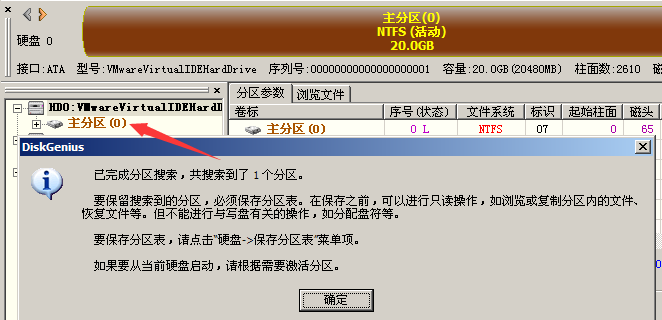 主分区(0)
NTFS (活动)
20.0GB
硬盘 0
接口:ATA 型号:VMwareVirtualIDEHardDrive 序列号:00000000000000000001 容量:20.0GB(20480MB) 柱面数:2610
HD0:VMwareVirtualIDEHardD
主分区(0)
分区参数 浏览文件
卷标 序号(状态) 文件系统 标识 起始柱面 磁头
主分区(0) 0 L NTFS 07 0 65
DiskGenius
已完成分区搜索，共搜索到了 1 个分区。
要保留搜索到的分区，必须保存分区表。在保存之前，可以进行只读操作，如浏览或复制分区内的文件、
恢复文件等。但不能进行与写盘有关的操作，如分配盘符等。
要保存分区表，请点击"硬盘->保存分区表"菜单项。
如果要从当前硬盘启动，请根据需要激活分区。
确定